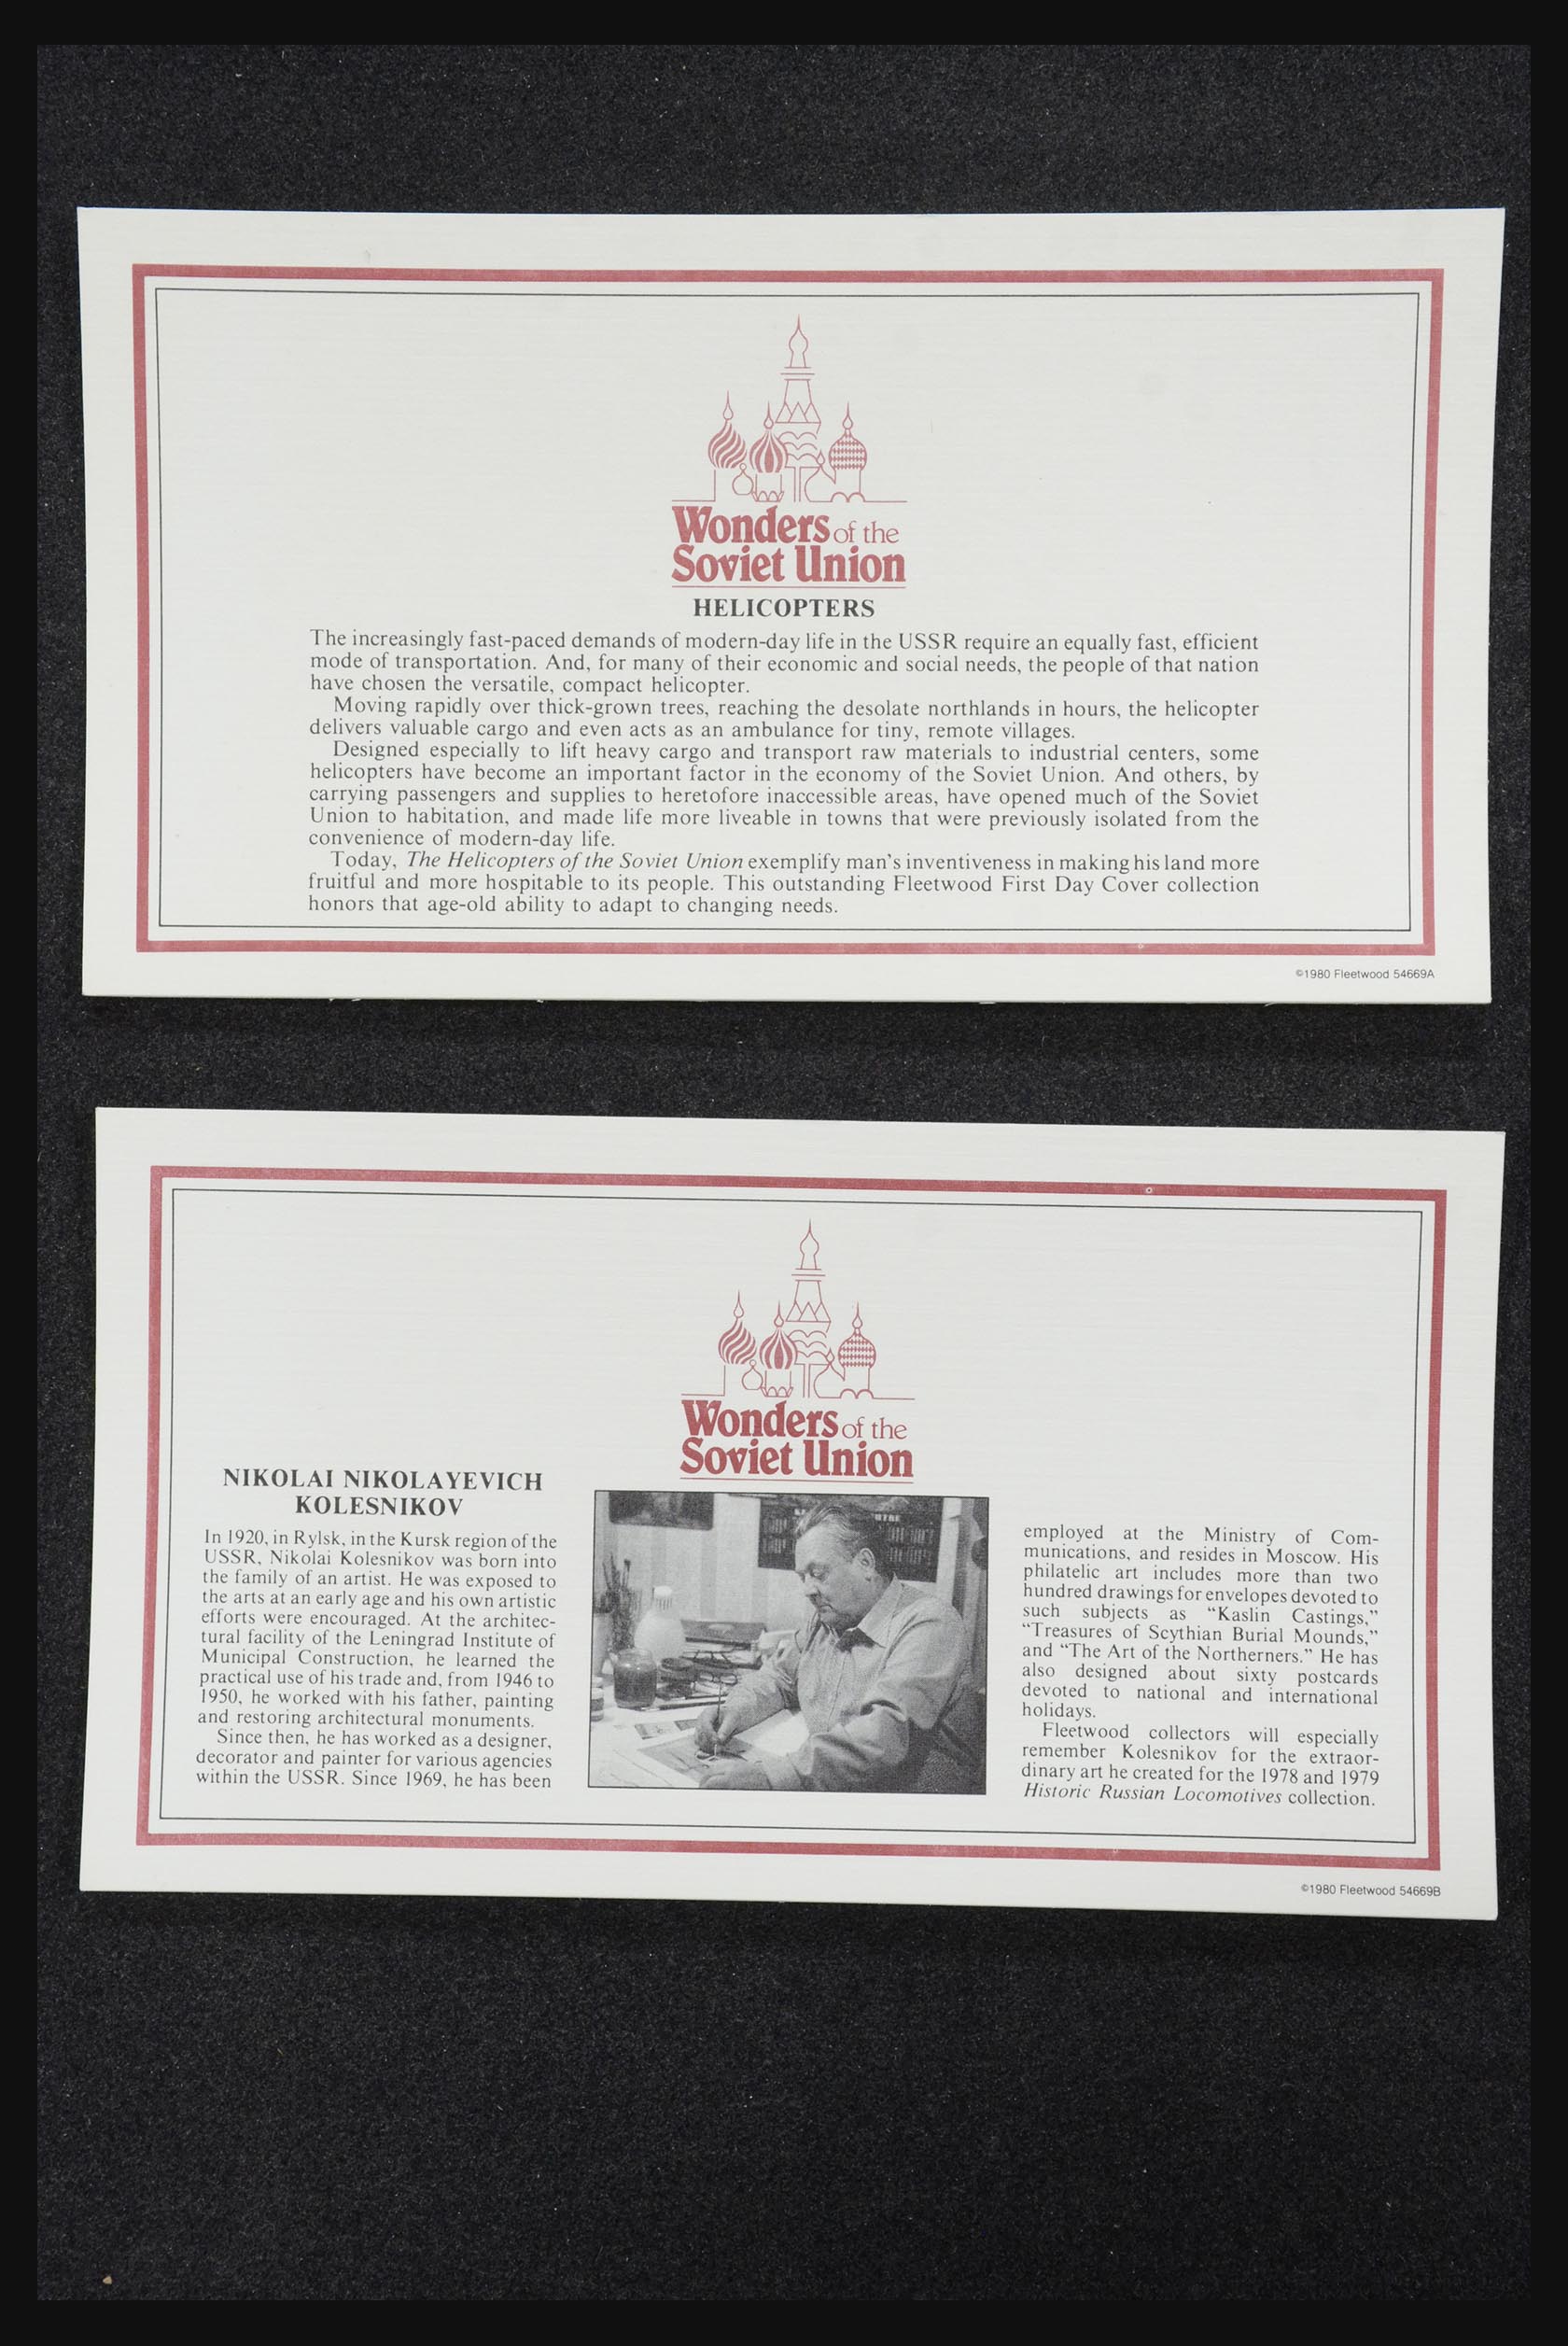 Wonders of the
Soviet Union
HELICOPTERS
The increasingly fast-paced demands of modern-day life in the USSR require an equally fast, efficient
mode of transportation. And, for many of their economic and social needs, the people of that nation
have chosen the versatile, compact helicopter.
Moving rapidly over thick-grown trees, reaching the desolate northlands in hours, the helicopter
delivers valuable cargo and even acts as an ambulance for tiny, remote villages.
Designed especially to lift heavy cargo and transport raw materials to industrial centers, some
helicopters have become an important factor in the economy of the Soviet Union. And others, by
carrying passengers and supplies to heretofore inaccessible areas, have opened much of the Soviet
Union to habitation, and made life more liveable in towns that were previously isolated from the
convenience of modern-day life.
Today, The Helicopters of the Soviet Union exemplify man's inventiveness in making his land more
fruitful and more hospitable to its people. This outstanding Fleetwood First Day Cover collection
honors that age-old ability to adapt to changing needs.
©1980 Fleetwood 54669A
Wonders of the
Soviet Union
NIKOLAI NIKOLAYEVICH
KOLESNIKOV
In 1920, in Rylsk, in the Kursk region of the
USSR, Nikolai Kolesnikov was born into
the family of an artist. He was exposed to
the arts at an early age and his own artistic
efforts were encouraged. At the architec-
tural facility of the Leningrad Institute of
Municipal Construction, he learned the
practical use of his trade and, from 1946 to
1950, he worked with his father, painting
and restoring architectural monuments.
Since then, he has worked as a designer,
decorator and painter for various agencies
within the USSR. Since 1969, he has been
employed at the Ministry of Com-
munications, and resides in Moscow. His
philatelic art includes more than two
hundred drawings for envelopes devoted to
such subjects as "Kaslin Castings,"
"Treasures of Scythian Burial Mounds,"
and "The Art of the Northerners." He has
also designed about sixty postcards
devoted to national and international
holidays.
Fleetwood collectors will especially
remember Kolesnikov for the extraor-
dinary art he created for the 1978 and 1979
Historic Russian Locomotives collection.
©1980 Fleetwood 54669B